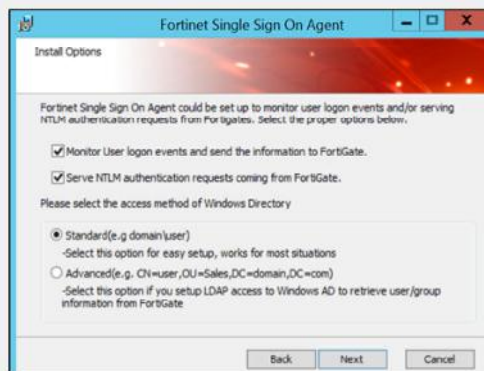 Fortinet Single Sign On Agent
Install Options
Fortinet Single Sign On Agent could be set up to monitor user logon events and/or serving
NTLM authentication requests from Fortigates. Select the proper options below.
Monitor User logon events and send the information to FortiGate.
Serve NTLM authentication requests coming from FortiGate.
Please select the access method of Windows Directory
Standard(e.g domain\user)
-Select this option for easy setup, works for most situations
Advanced(e.g. CN=user,OU=Sales,DC=domain,DC=com)
-Select this option if you setup LDAP access to Windows AD to retrieve user/group
information from FortiGate
Back Next Cancel